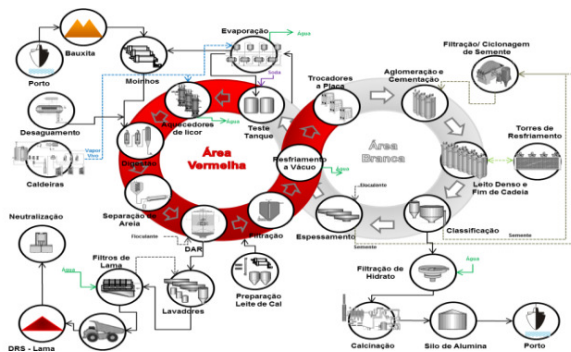 Evaporação
Água
Filtração/ Ciclonagem
de Semente
Bauxita
Porto
Moinhos
Soda
Trocadores
a Placa
Aglomeração e
Cementação
Desaguamento
Aquecedores
de licor
Água
Teste
Tanque
Torres de
Resfriamento
Vapor
Vivo
Caldeiras
Digestão
Área
Vermelha
Resfriamento
a Vácuo
Água
Área
Branca
Leito Denso e
Fim de Cadeia
Separação de
Areia
Floculante
Neutralização
Floculante
DAR
Filtração
Espessamento
Classificação
Semente
Semente
Filtros de
Lama
Água
Lavadores
Preparação
Leite de Cal
Filtração de
Hidrato
Água
DRS - Lama
Calcinação
Silo de Alumina
Porto